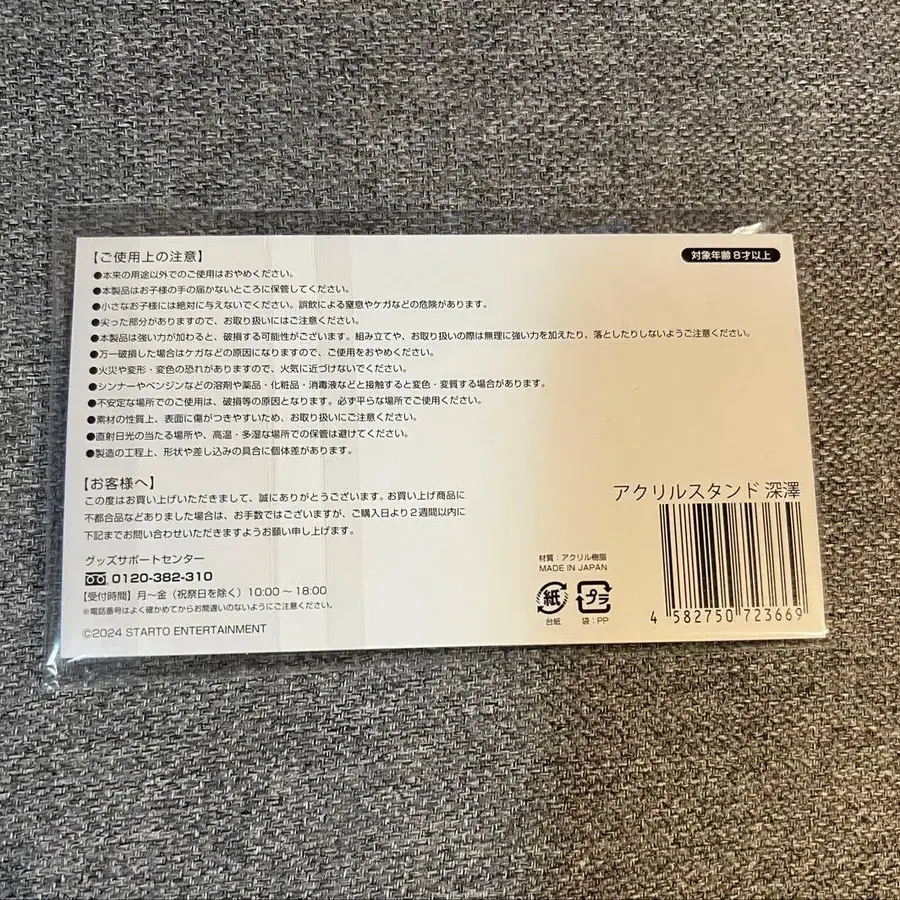 【ご使用上の注意】
対象年齢8才以上
●本来の用途以外でのご使用はおやめください。
●本製品はお子様の手の届かないところに保管してください。
●小さなお子様には絶対に与えないでください。誤飲による窒息やケガなどの危険があります。
●尖った部分がありますので、お取り扱いにはご注意ください。
●本製品は強い力が加わると、破損する可能性がございます。組み立てや、お取り扱いの際は無理に強い力を加えたり、落としたりしないようご注意ください。
●万一破損した場合はケガなどの原因になりますので、ご使用をおやめください。
●火災や変形・変色の恐れがありますので、火気に近づけないでください。
●シンナーやベンジンなどの溶剤や薬品・化粧品・消毒液などと接触すると変色・変質する場合があります。
●不安定な場所でのご使用は、破損等の原因となります。必ず平らな場所でご使用ください。
●素材の性質上、表面に傷がつきやすいため、お取り扱いにご注意ください。
●直射日光の当たる場所や、高温・多湿な場所での保管は避けてください。
●製造の工程上、形状や差し込みの具合に個体差があります。
【お客様へ】
この度はお買い上げいただきまして、誠にありがとうございます。お買い上げ商品に
不都合品などありました場合は、お手数ではございますが、ご購入日より2週間以内に
下記までお問い合わせいただきますようお願い申し上げます。
グッズサポートセンター
0120-382-310
【受付時間】月〜金（祝祭日を除く）10:00〜18:00
※電話番号はよく確かめてからお間違いのないようにご注意ください。
©2024 STARTO ENTERTAINMENT
材質：アクリル樹脂
MADE IN JAPAN
紙
台紙
プラ
袋：PP
アクリルスタンド 深澤
4 582750 723669